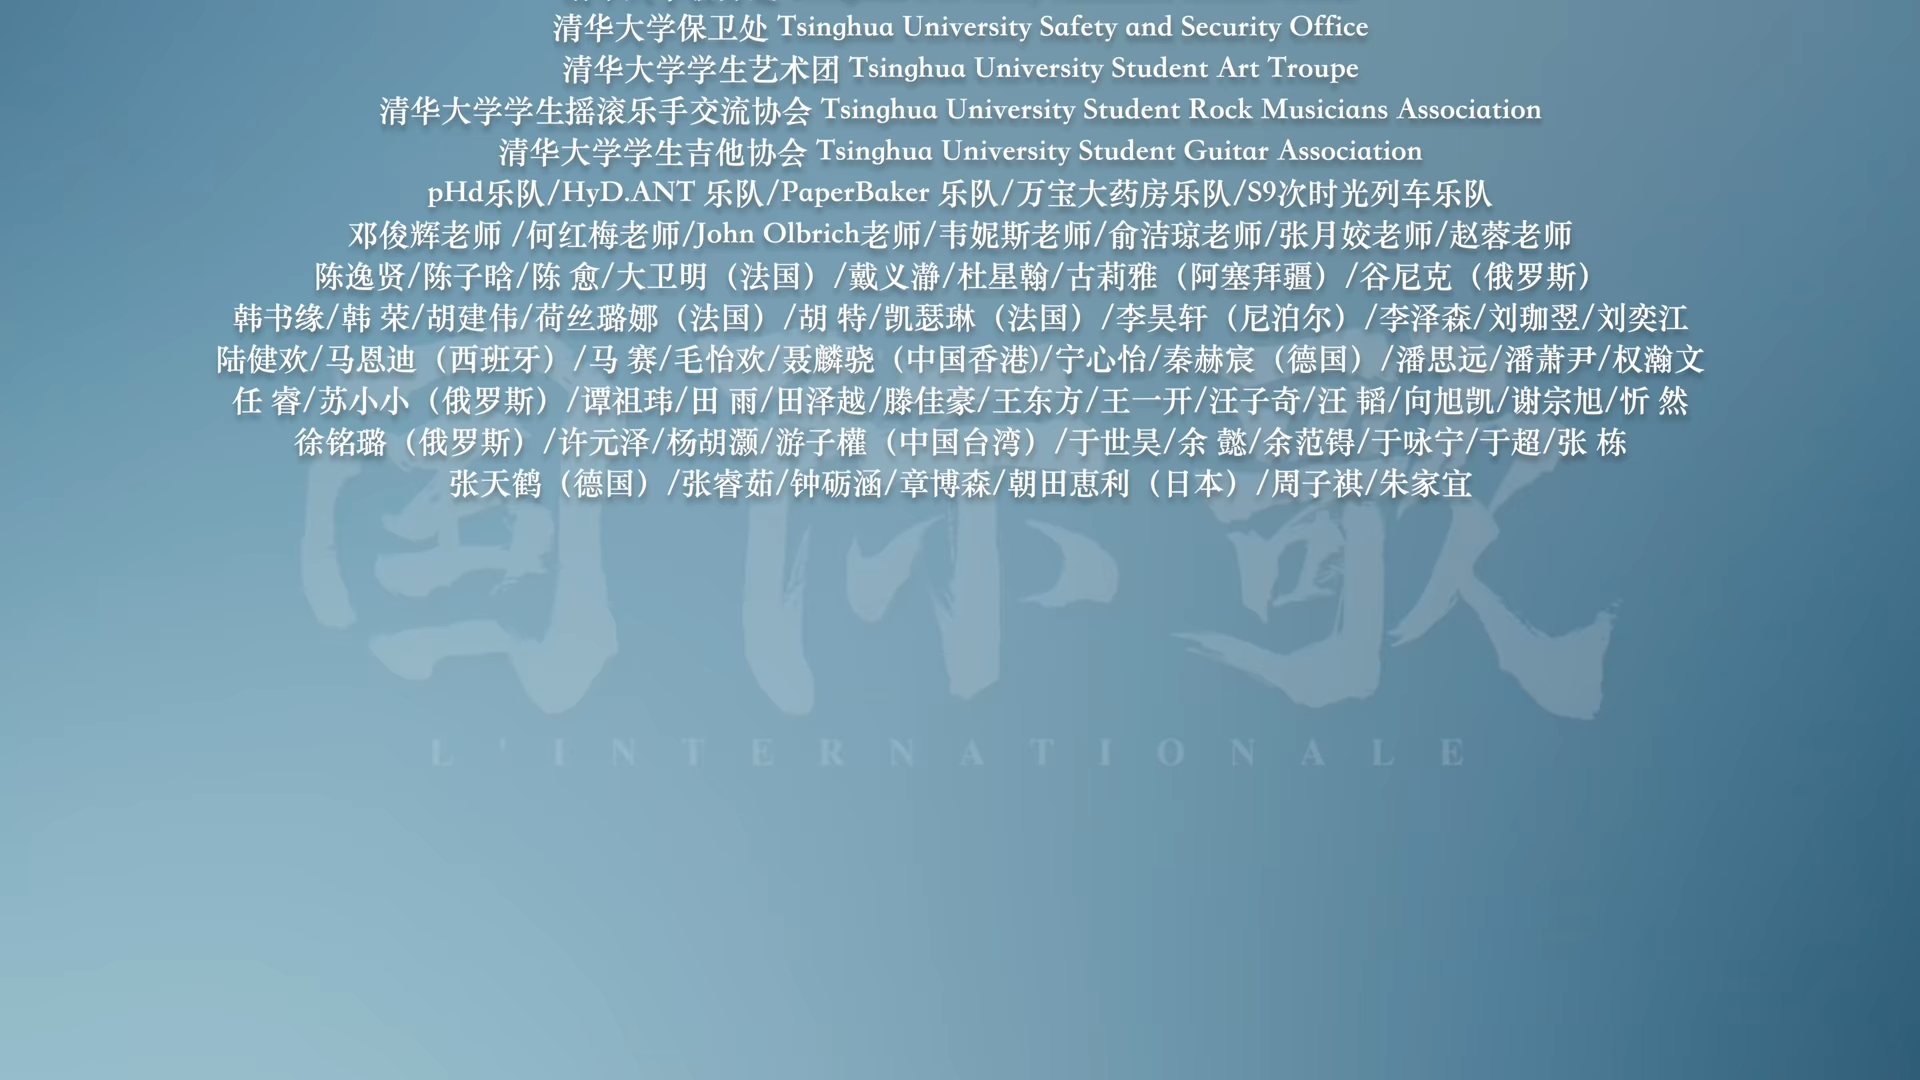 清华大学保卫处 Tsinghua University Safety and Security Office
清华大学学生艺术团 Tsinghua University Student Art Troupe
清华大学学生摇滚乐手交流协会 Tsinghua University Student Rock Musicians Association
清华大学学生吉他协会 Tsinghua University Student Guitar Association
pHd乐队/HyD.ANT 乐队/PaperBaker 乐队/万宝大药房乐队/S9次时光列车乐队
邓俊辉老师 /何红梅老师/John Olbrich老师/韦妮斯老师/俞洁琼老师/张月姣老师/赵蓉老师
陈逸贤/陈子晗/陈 愈/大卫明（法国）/戴义瀞/杜星翰/古莉雅（阿塞拜疆）/谷尼克（俄罗斯）
韩书缘/韩 荣/胡建伟/荷丝璐娜（法国）/胡 特/凯瑟琳（法国）/李昊轩（尼泊尔）/李泽森/刘珈翌/刘奕江
陆健欢/马恩迪（西班牙）/马 赛/毛怡欢/聂麟骁（中国香港)/宁心怡/秦赫宸（德国）/潘思远/潘萧尹/权瀚文
任 睿/苏小小（俄罗斯）/谭祖玮/田 雨/田泽越/滕佳豪/王东方/王一开/汪子奇/汪 韬/向旭凯/谢宗旭/忻 然
徐铭璐（俄罗斯）/许元泽/杨胡灏/游子權（中国台湾）/于世昊/余 懿/余范锝/于咏宁/于超/张 栋
张天鹤（德国）/张睿茹/钟砺涵/章博森/朝田恵利（日本）/周子祺/朱家宜
国际歌
L'INTERNATIONALE